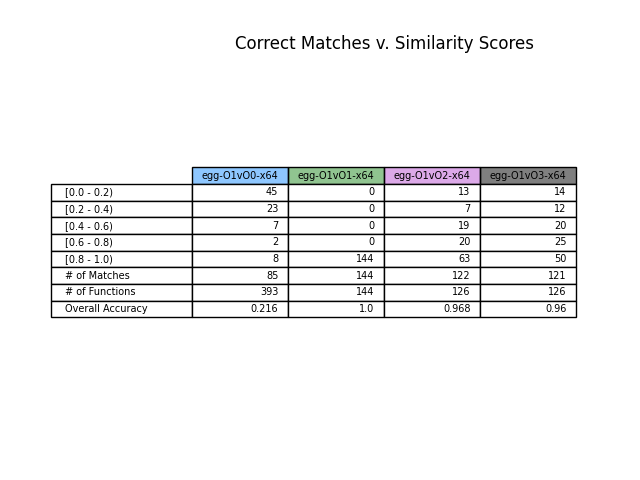 Correct Matches v. Similarity Scores
egg-O1vO0-x64 egg-O1vO1-x64 egg-O1vO2-x64 egg-O1vO3-x64
[0.0 - 0.2) 45 0 13 14
[0.2 - 0.4) 23 0 7 12
[0.4 - 0.6) 7 0 19 20
[0.6 - 0.8) 2 0 20 25
[0.8 - 1.0) 8 144 63 50
# of Matches 85 144 122 121
# of Functions 393 144 126 126
Overall Accuracy 0.216 1.0 0.968 0.96